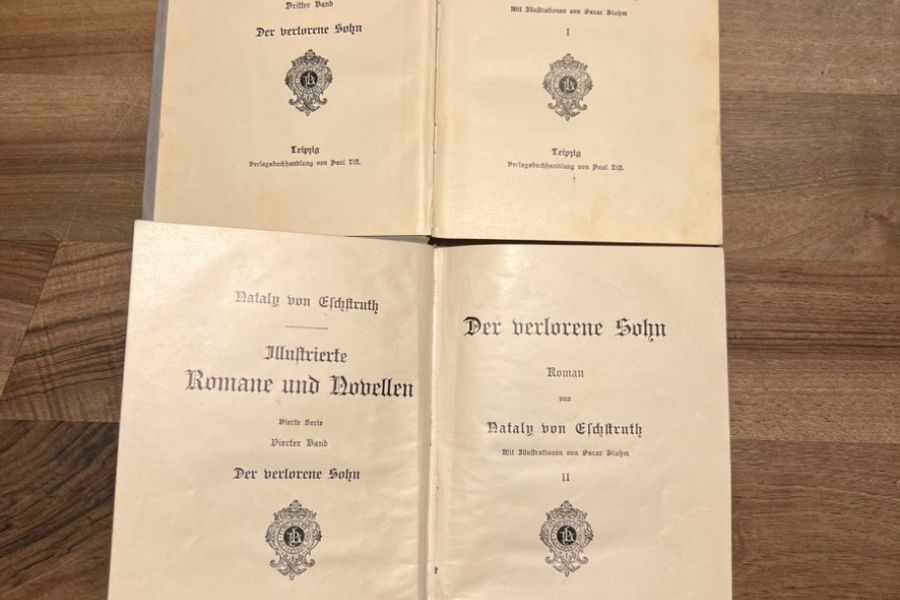 Dritter Band
Der verlorene Sohn
Leipzig
Verlagsbuchhandlung von Paul List.
Mit Illustrationen von Oscar Bluhm
I
Leipzig
Verlagsbuchhandlung von Paul List.
Nataly von Eschstruth
Illustrierte
Romane und Novellen
Vierte Serie
Vierter Band
Der verlorene Sohn
Der verlorene Sohn
Roman
von
Nataly von Eschstruth
Mit Illustrationen von Oscar Bluhm
II